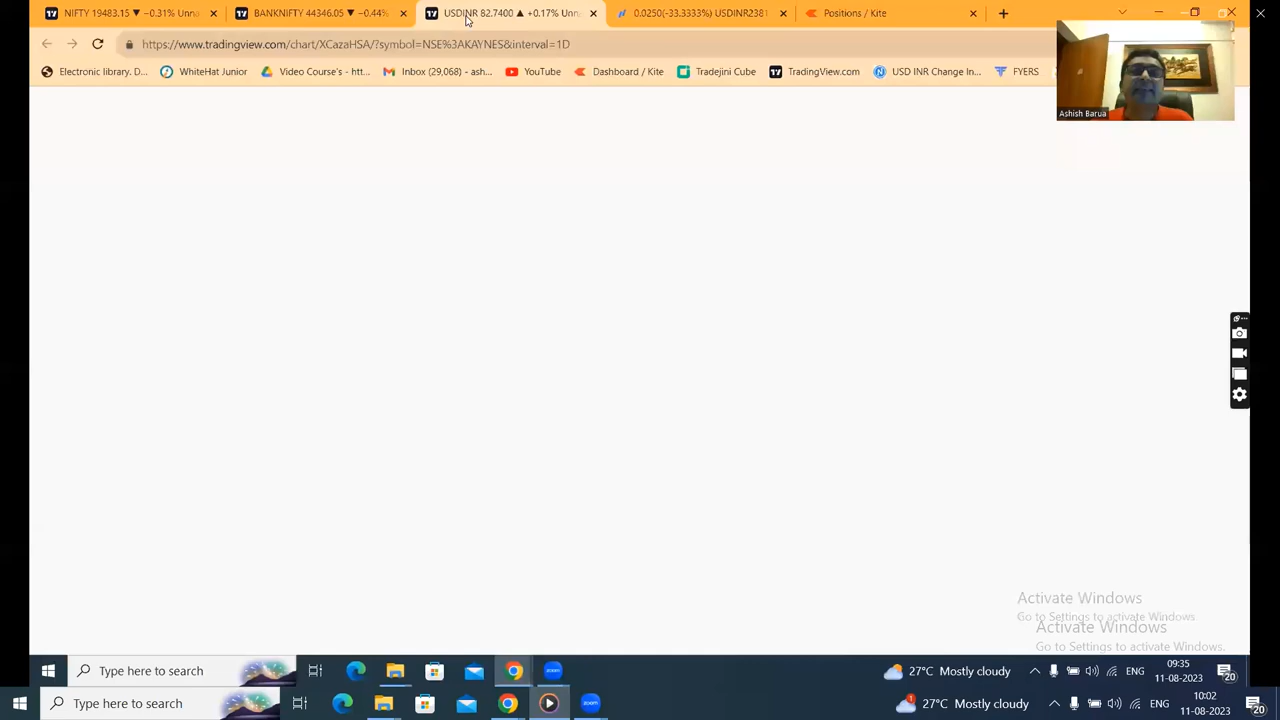 NIFTY 19483.15 ▼ −0.31% Unna
BANKNIFTY 44346.05 ▼ −0.44%
USDINR 82.7400 ▲ +0.17% Unn
0.0250(-33.3333%) USDINR2381
Positions / Kite
https://www.tradingview.com/chart/XCazaHSA/?symbol=NSE%3AKAYNES&interval=1D
Electronic library. D...
WhiteHat Junior
Video Course's - htt...
Inbox (29,068) - ash...
YouTube
Dashboard / Kite
Tradejini Cube
TradingView.com
USD INR Change In...
FYERS
Ashish Barua
Activate Windows
Go to Settings to activate Windows.
Activate Windows
Go to Settings to activate Windows.
Type here to search
zoom
27°C Mostly cloudy
ENG
09:35
11-08-2023
20
Type here to search
zoom
1
27°C Mostly cloudy
ENG
10:02
11-08-2023
20